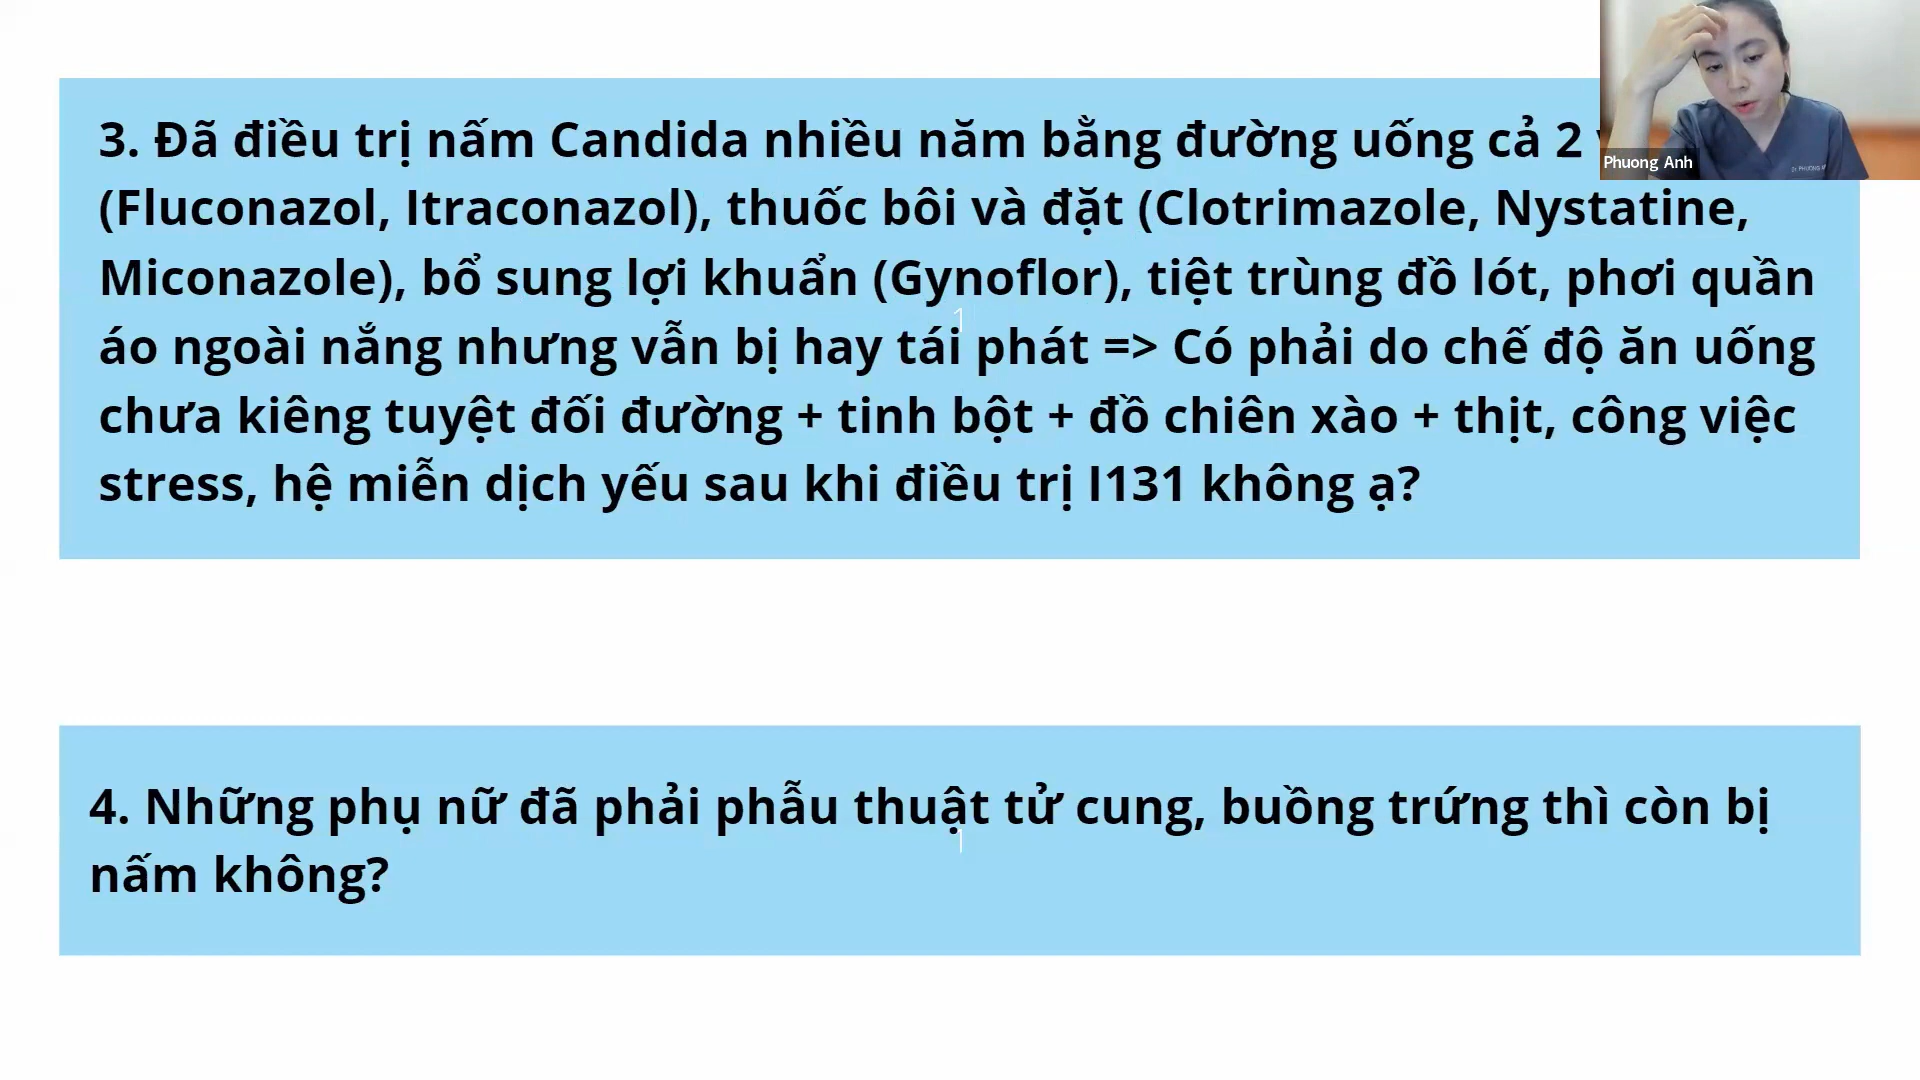 3. Đã điều trị nấm Candida nhiều năm bằng đường uống cả 2
(Fluconazol, Itraconazol), thuốc bôi và đặt (Clotrimazole, Nystatine,
Miconazole), bổ sung lợi khuẩn (Gynoflor), tiệt trùng đồ lót, phơi quần
áo ngoài nắng nhưng vẫn bị hay tái phát => Có phải do chế độ ăn uống
chưa kiêng tuyệt đối đường + tinh bột + đồ chiên xào + thịt, công việc
stress, hệ miễn dịch yếu sau khi điều trị I131 không ạ?
4. Những phụ nữ đã phải phẫu thuật tử cung, buồng trứng thì còn bị
nấm không?
Phuong Anh
1
1